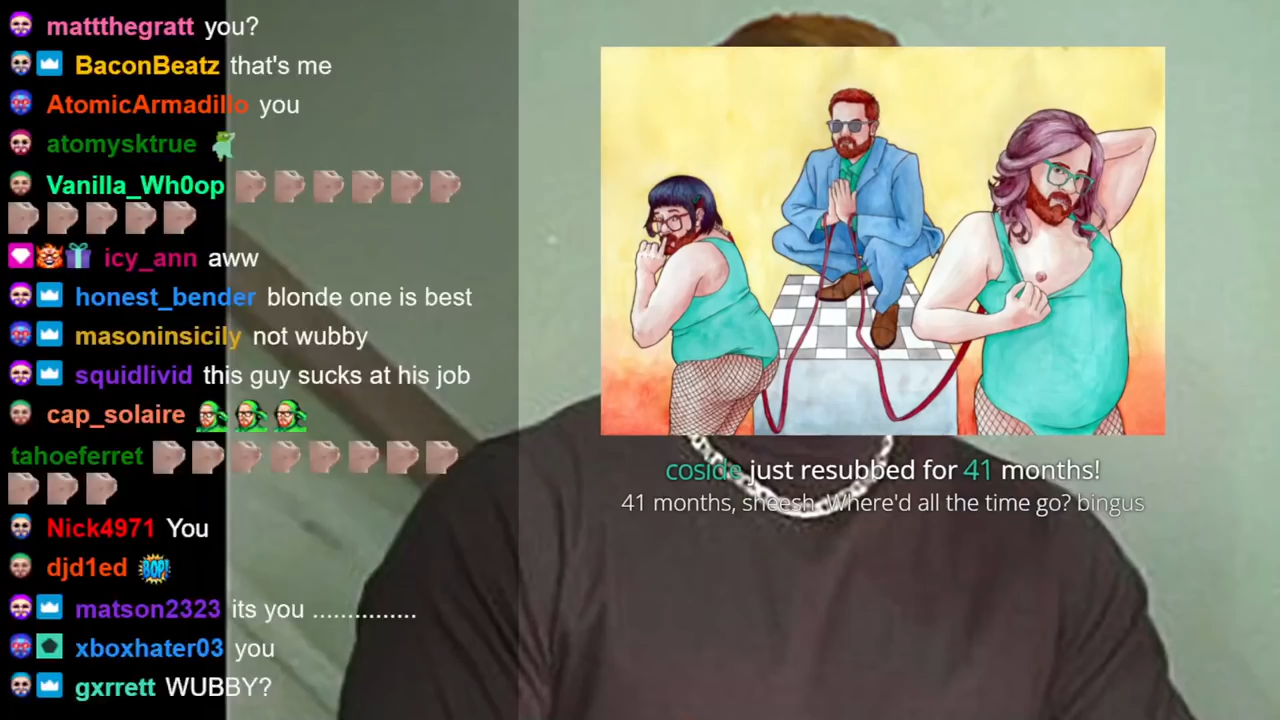 mattthegratt you?
BaconBeatz that's me
AtomicArmadillo you
atomysktrue
Vanilla_Wh0op
icy_ann aww
honest_bender blonde one is best
masoninsicily not wubby
squidlivid this guy sucks at his job
cap_solaire
tahoeferret
Nick4971 You
djd1ed BOP!
matson2323 its you ...............
xboxhater03 you
gxrrett WUBBY?
coside just resubbed for 41 months!
41 months, sheesh. Where'd all the time go? bingus